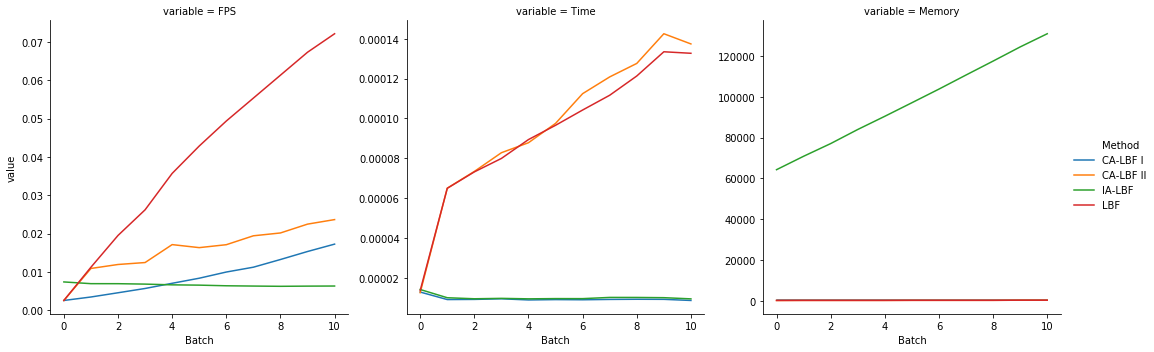 variable = FPS
value
0.07
0.06
0.05
0.04
0.03
0.02
0.01
0.00
0 2 4 6 8 10
Batch
variable = Time
0.00014
0.00012
0.00010
0.00008
0.00006
0.00004
0.00002
0 2 4 6 8 10
Batch
variable = Memory
120000
100000
80000
60000
40000
20000
0
0 2 4 6 8 10
Batch
Method
CA-LBF I
CA-LBF II
IA-LBF
LBF